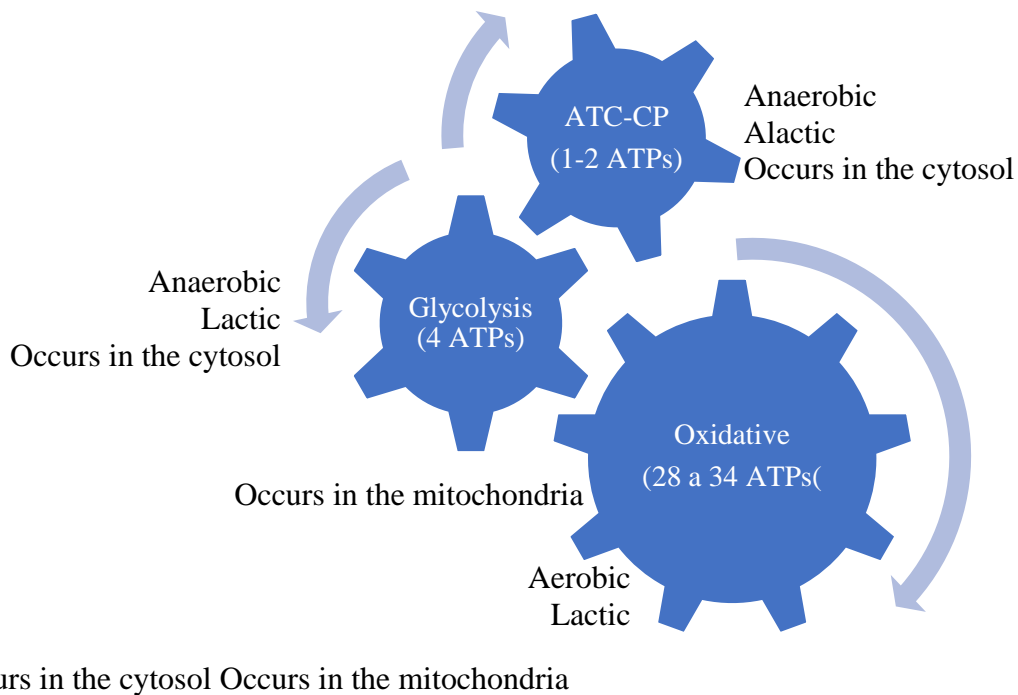 ATC-CP
(1-2 ATPs)
Anaerobic
Alactic
Occurs in the cytosol
Anaerobic
Lactic
Occurs in the cytosol
Glycolysis
(4 ATPs)
Oxidative
(28 a 34 ATPs(
Occurs in the mitochondria
Aerobic
Lactic
in the cytosol Occurs in the mitochondria